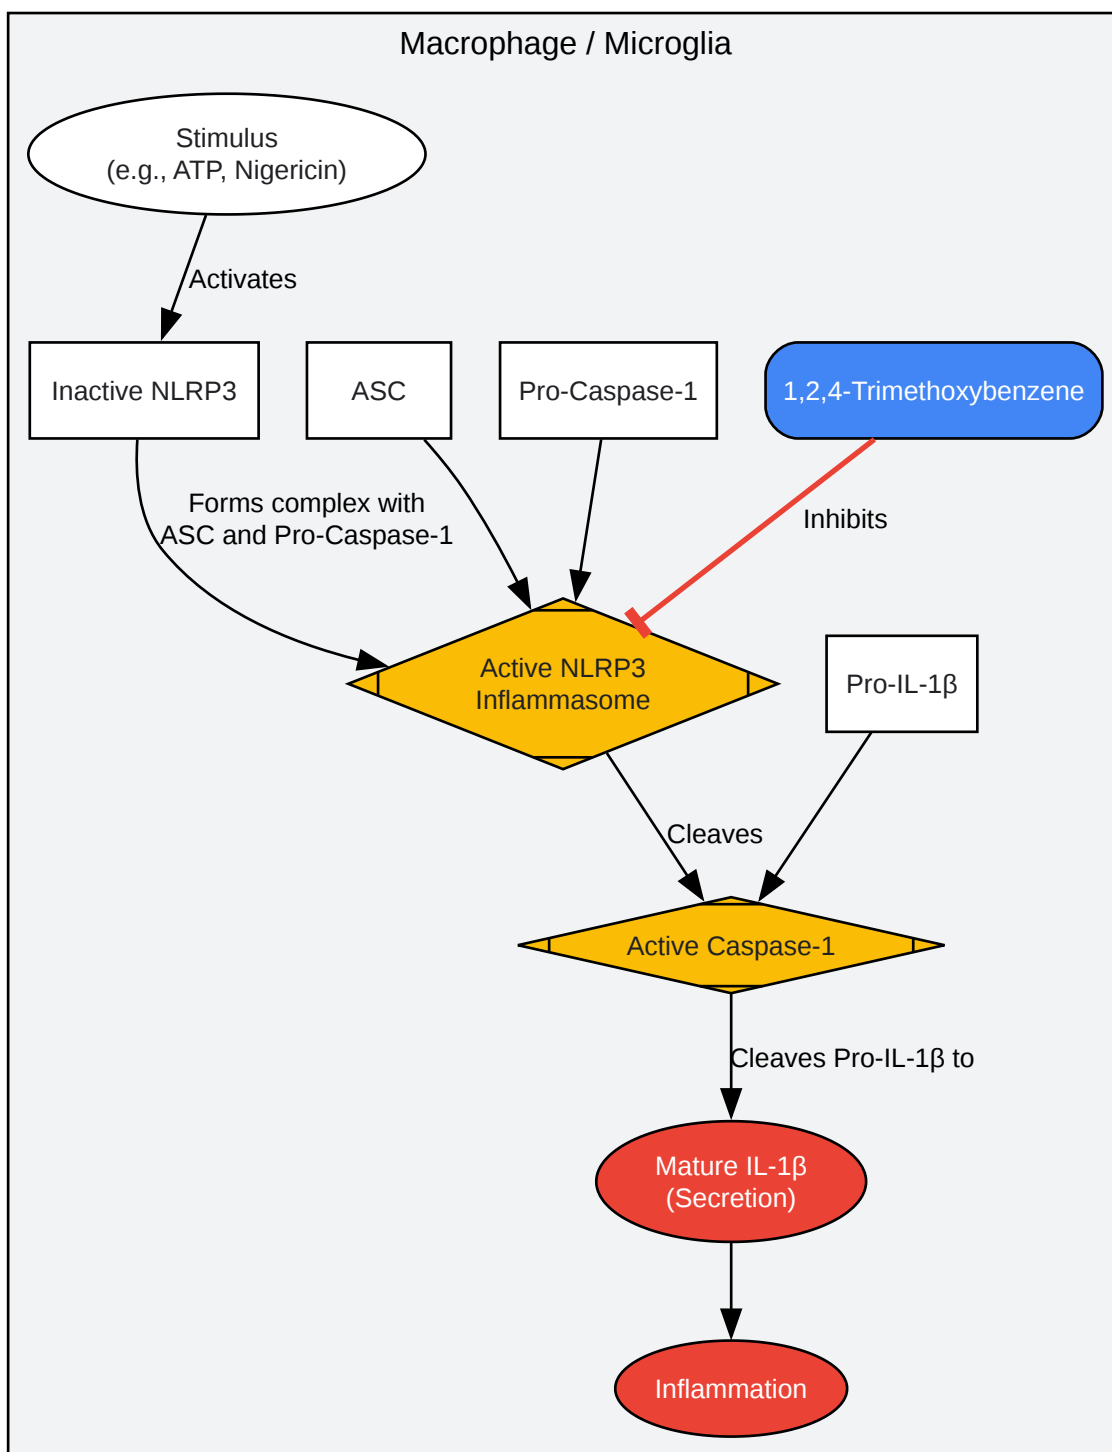 Macrophage / Microglia
Stimulus
(e.g., ATP, Nigericin)
Activates
Inactive NLRP3
ASC
Pro-Caspase-1
1,2,4-Trimethoxybenzene
Forms complex with
ASC and Pro-Caspase-1
Inhibits
Active NLRP3
Inflammasome
Pro-IL-1β
Cleaves
Active Caspase-1
Cleaves Pro-IL-1β to
Mature IL-1β
(Secretion)
Inflammation